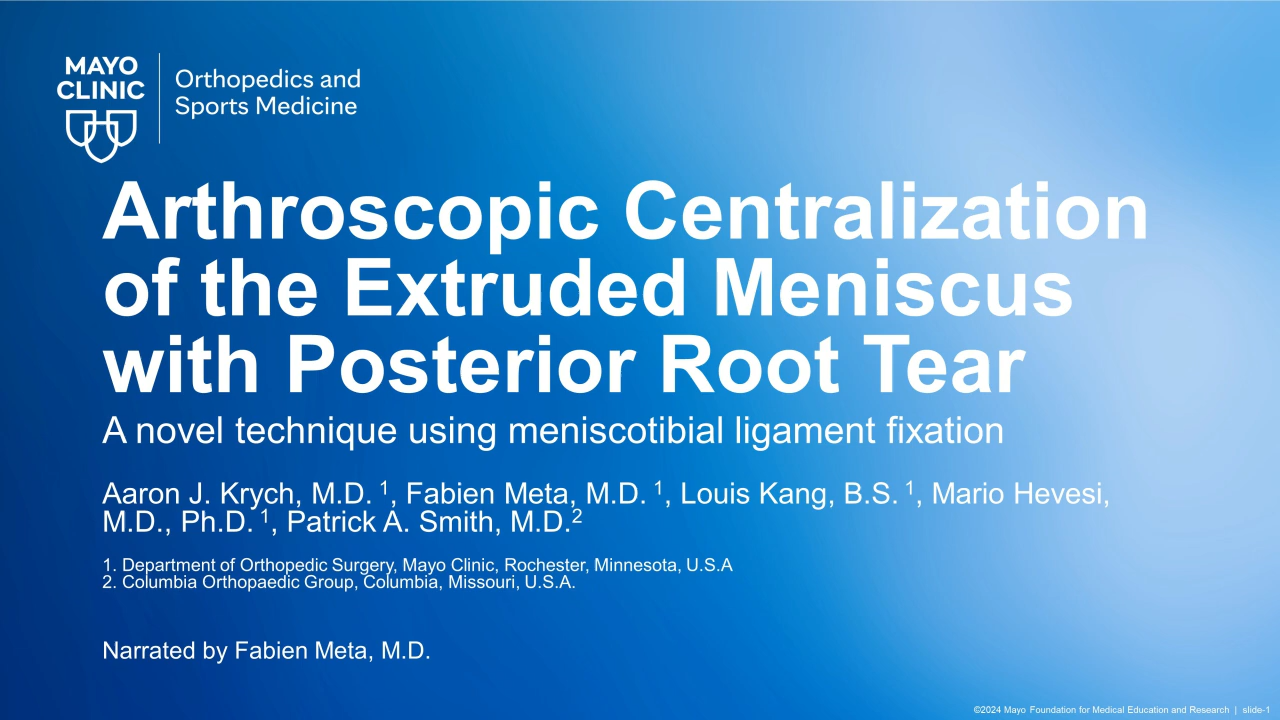 MAYO
CLINIC
Orthopedics and
Sports Medicine
Arthroscopic Centralization
of the Extruded Meniscus
with Posterior Root Tear
A novel technique using meniscotibial ligament fixation
Aaron J. Krych, M.D. 1, Fabien Meta, M.D. 1, Louis Kang, B.S. 1, Mario Hevesi,
M.D., Ph.D. 1, Patrick A. Smith, M.D.2
1. Department of Orthopedic Surgery, Mayo Clinic, Rochester, Minnesota, U.S.A
2. Columbia Orthopaedic Group, Columbia, Missouri, U.S.A.
Narrated by Fabien Meta, M.D.
©2024 Mayo Foundation for Medical Education and Research | slide-1